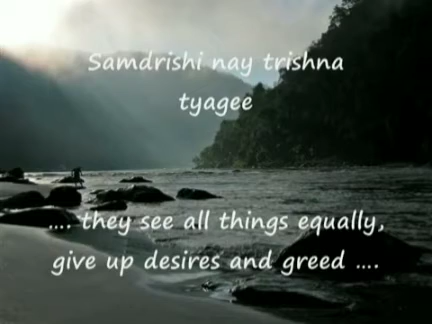 Samdrishi nay trishna
tyagee
.... they see all things equally,
give up desires and greed ....